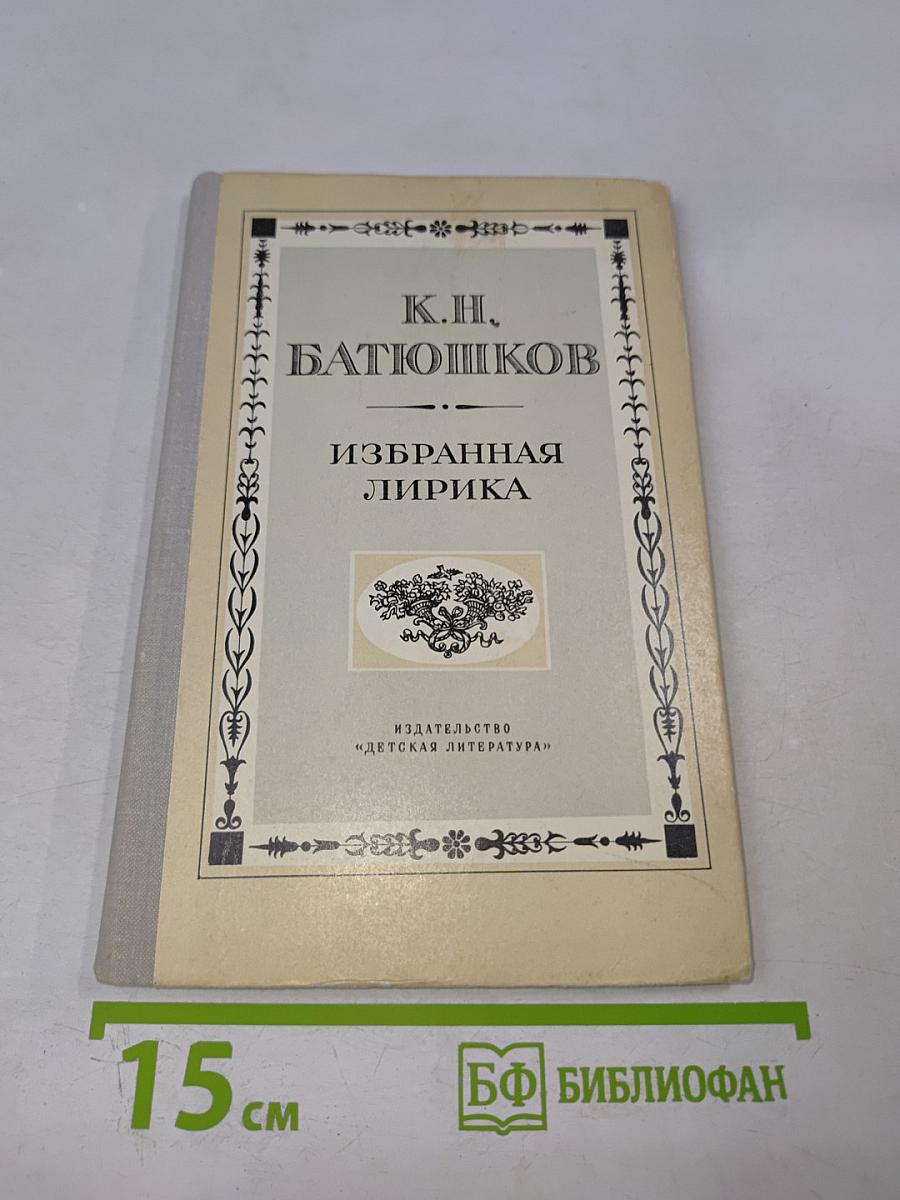 К.Н.
БАТЮШКОВ
ИЗБРАННАЯ
ЛИРИКА
ИЗДАТЕЛЬСТВО
«ДЕТСКАЯ ЛИТЕРАТУРА»
15 см
БФ БИБЛИОФАН